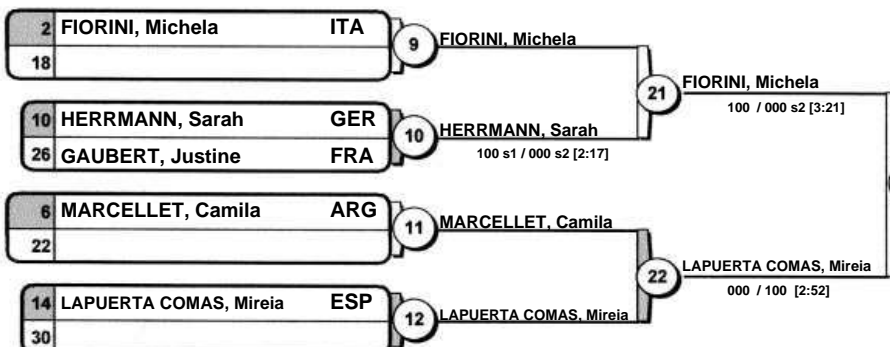 2 FIORINI, Michela ITA
18
9 FIORINI, Michela
10 HERRMANN, Sarah GER
26 GAUBERT, Justine FRA
10 HERRMANN, Sarah
100 s1 / 000 s2 [2:17]
21 FIORINI, Michela
100 / 000 s2 [3:21]
6 MARCELLET, Camila ARG
22
11 MARCELLET, Camila
14 LAPUERTA COMAS, Mireia ESP
30
12 LAPUERTA COMAS, Mireia
22 LAPUERTA COMAS, Mireia
000 / 100 [2:52]